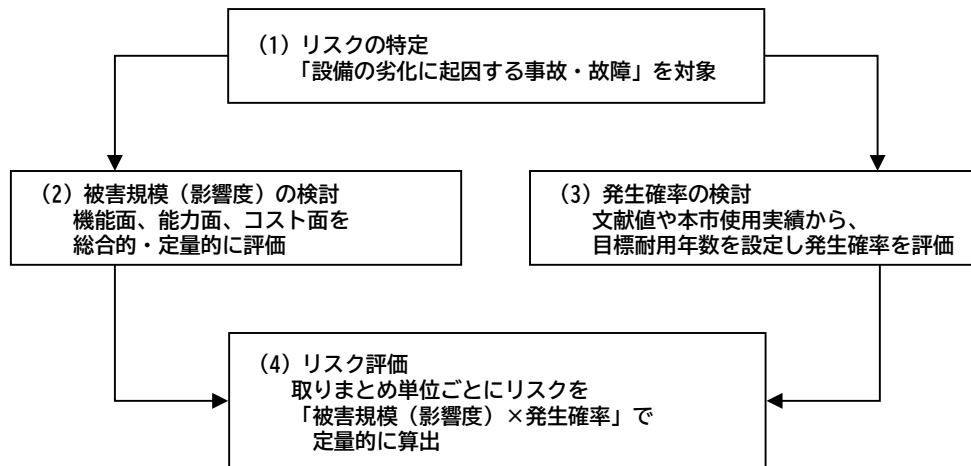 (1) リスクの特定
「設備の劣化に起因する事故・故障」を対象
(2) 被害規模（影響度）の検討
機能面、能力面、コスト面を
総合的・定量的に評価
(3) 発生確率の検討
文献値や本市使用実績から、
目標耐用年数を設定し発生確率を評価
(4) リスク評価
取りまとめ単位ごとにリスクを
「被害規模（影響度）×発生確率」で
定量的に算出